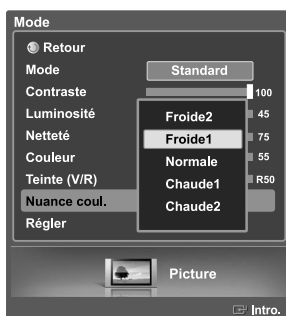 Mode
Retour
Mode Standard
Contraste 100
Luminosité 45
Netteté 75
Couleur 55
Teinte (V/R) R50
Nuance coul.
Régler
Froide2
Froide1
Normale
Chaude1
Chaude2
Picture
Intro.